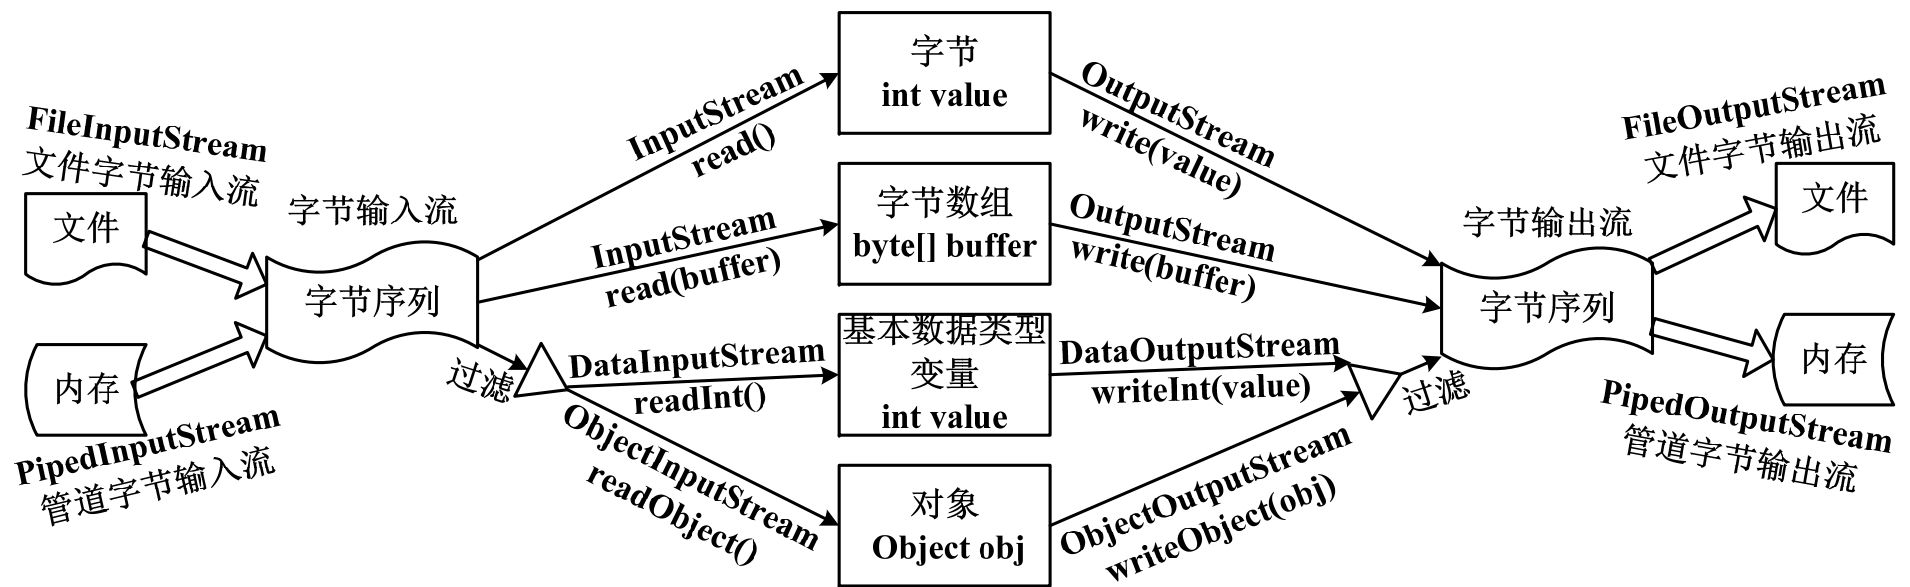 FileInputStream
文件字节输入流
文件
内存
PipedInputStream
管道字节输入流
字节输入流
字节序列
过滤
InputStream
read()
InputStream
read(buffer)
DataInputStream
readInt()
ObjectInputStream
readObject()
字节
int value
字节数组
byte[] buffer
基本数据类型
变量
int value
对象
Object obj
OutputStream
write(value)
OutputStream
write(buffer)
DataOutputStream
writeInt(value)
ObjectOutputStream
writeObject(obj)
过滤
字节输出流
字节序列
FileOutputStream
文件字节输出流
文件
内存
PipedOutputStream
管道字节输出流